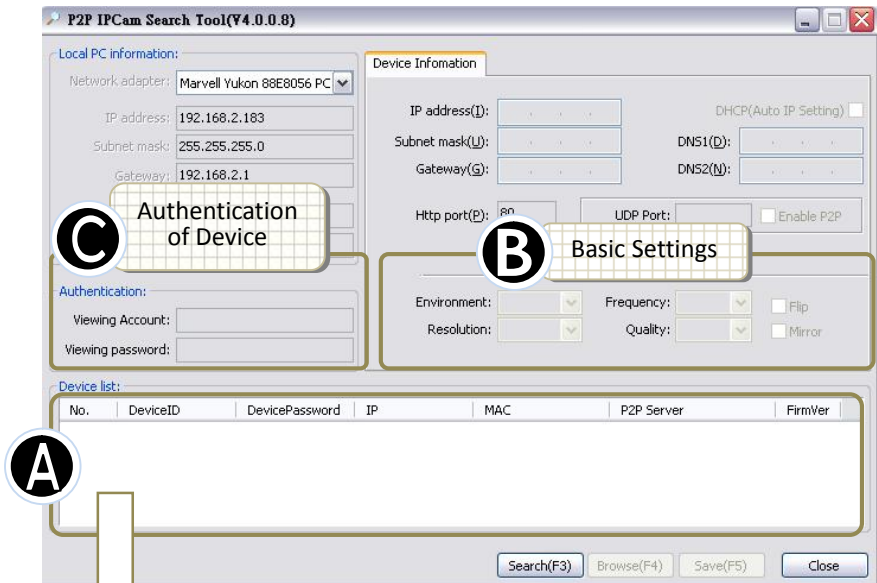 P2P IPCam Search Tool(V4.0.0.8)
Local PC information:
Network adapter: Marvell Yukon 88E8056 PC
IP address: 192.168.2.183
Subnet mask: 255.255.255.0
Gateway: 192.168.2.1
Device Infomation
IP address(I):
DHCP(Auto IP Setting)
Subnet mask(U):
DNS1(D):
Gateway(G):
DNS2(N):
Http port(P): 80
UDP Port:
Enable P2P
C
Authentication
of Device
B
Basic Settings
Authentication:
Viewing Account:
Viewing password:
Environment:
Frequency:
Flip
Resolution:
Quality:
Mirror
Device list:
No. DeviceID DevicePassword IP MAC P2P Server FirmVer
A
Search(F3) Browse(F4) Save(F5) Close